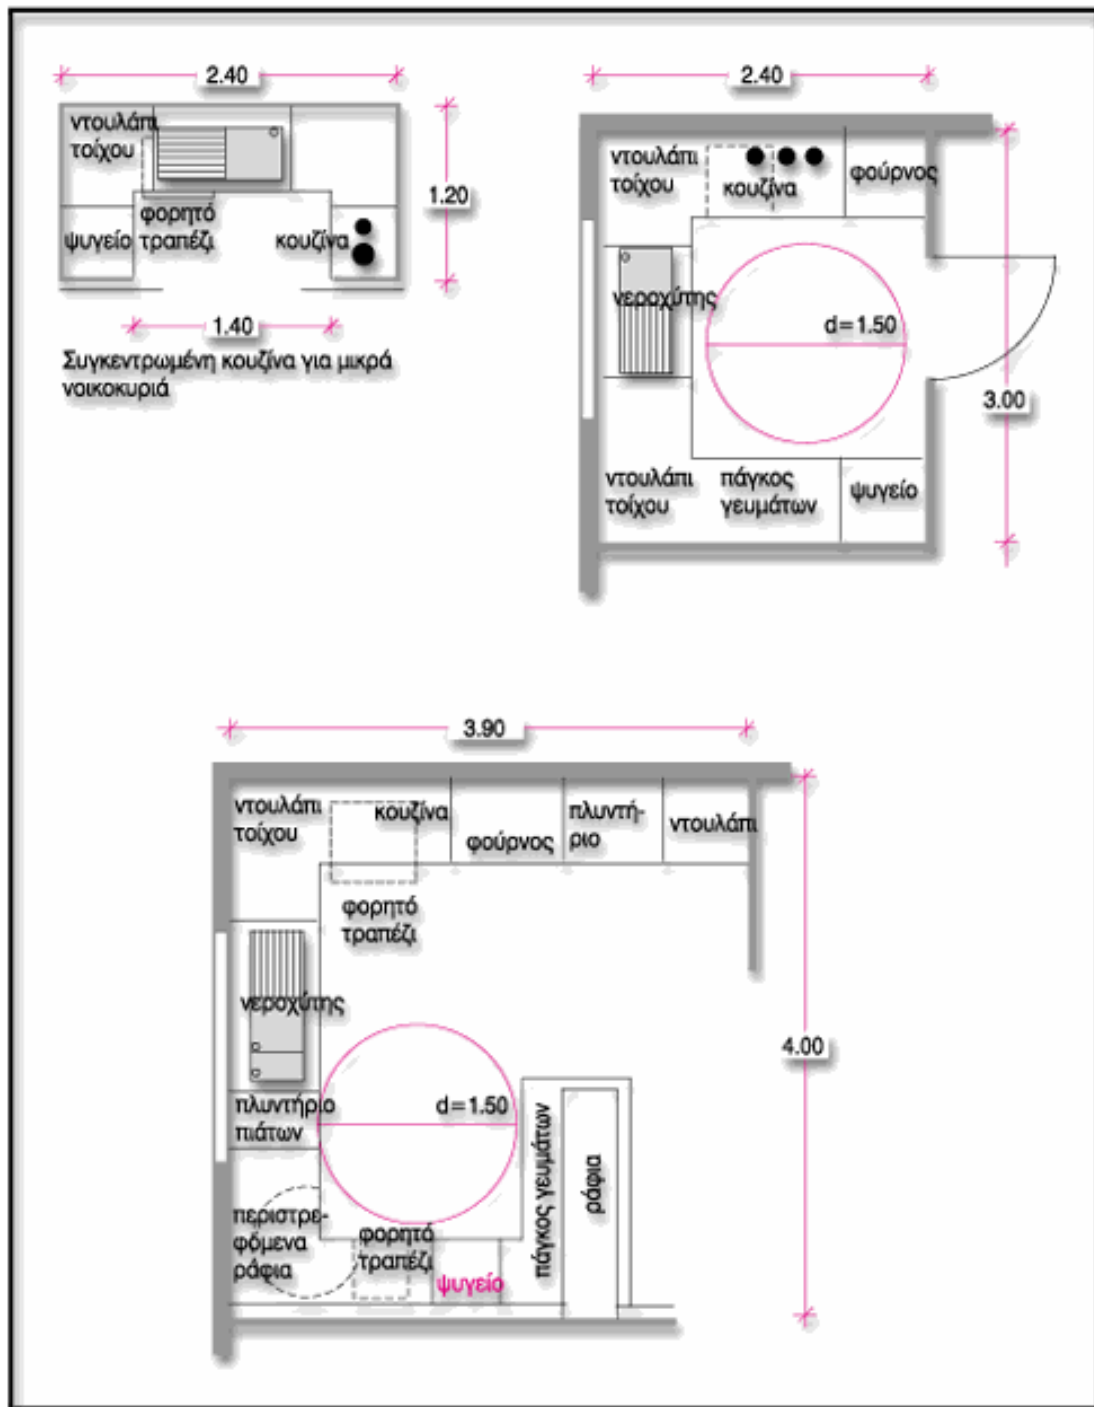 2.40
ντουλάπι
τοίχου
1.20
φορητό
τραπέζι
ψυγείο
κουζίνα
1.40
Συγκεντρωμένη κουζίνα για μικρά
νοικοκυριά
2.40
ντουλάπι
τοίχου
κουζίνα
φούρνος
νεροχύτης
d=1.50
3.00
ντουλάπι
τοίχου
πάγκος
γευμάτων
ψυγείο
3.90
ντουλάπι
τοίχου
κουζίνα
φούρνος
πλυντή-
ριο
ντουλάπι
φορητό
τραπέζι
νεροχύτης
4.00
πλυντήριο
πιάτων
d=1.50
πάγκος γευμάτων
ράφια
περιστρε-
φόμενα
ράφια
φορητό
τραπέζι
ψυγείο